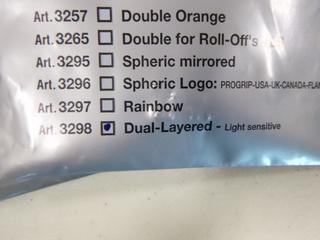 Art.3257 Double Orange
Art.3265 Double for Roll-Off's
Art.3295 Spheric mirrored
Art.3296 Spheric Logo: PROGRIP-USA-UK-CANADA-FLA
Art.3297 Rainbow
Art.3298 Dual-Layered - Light sensitive